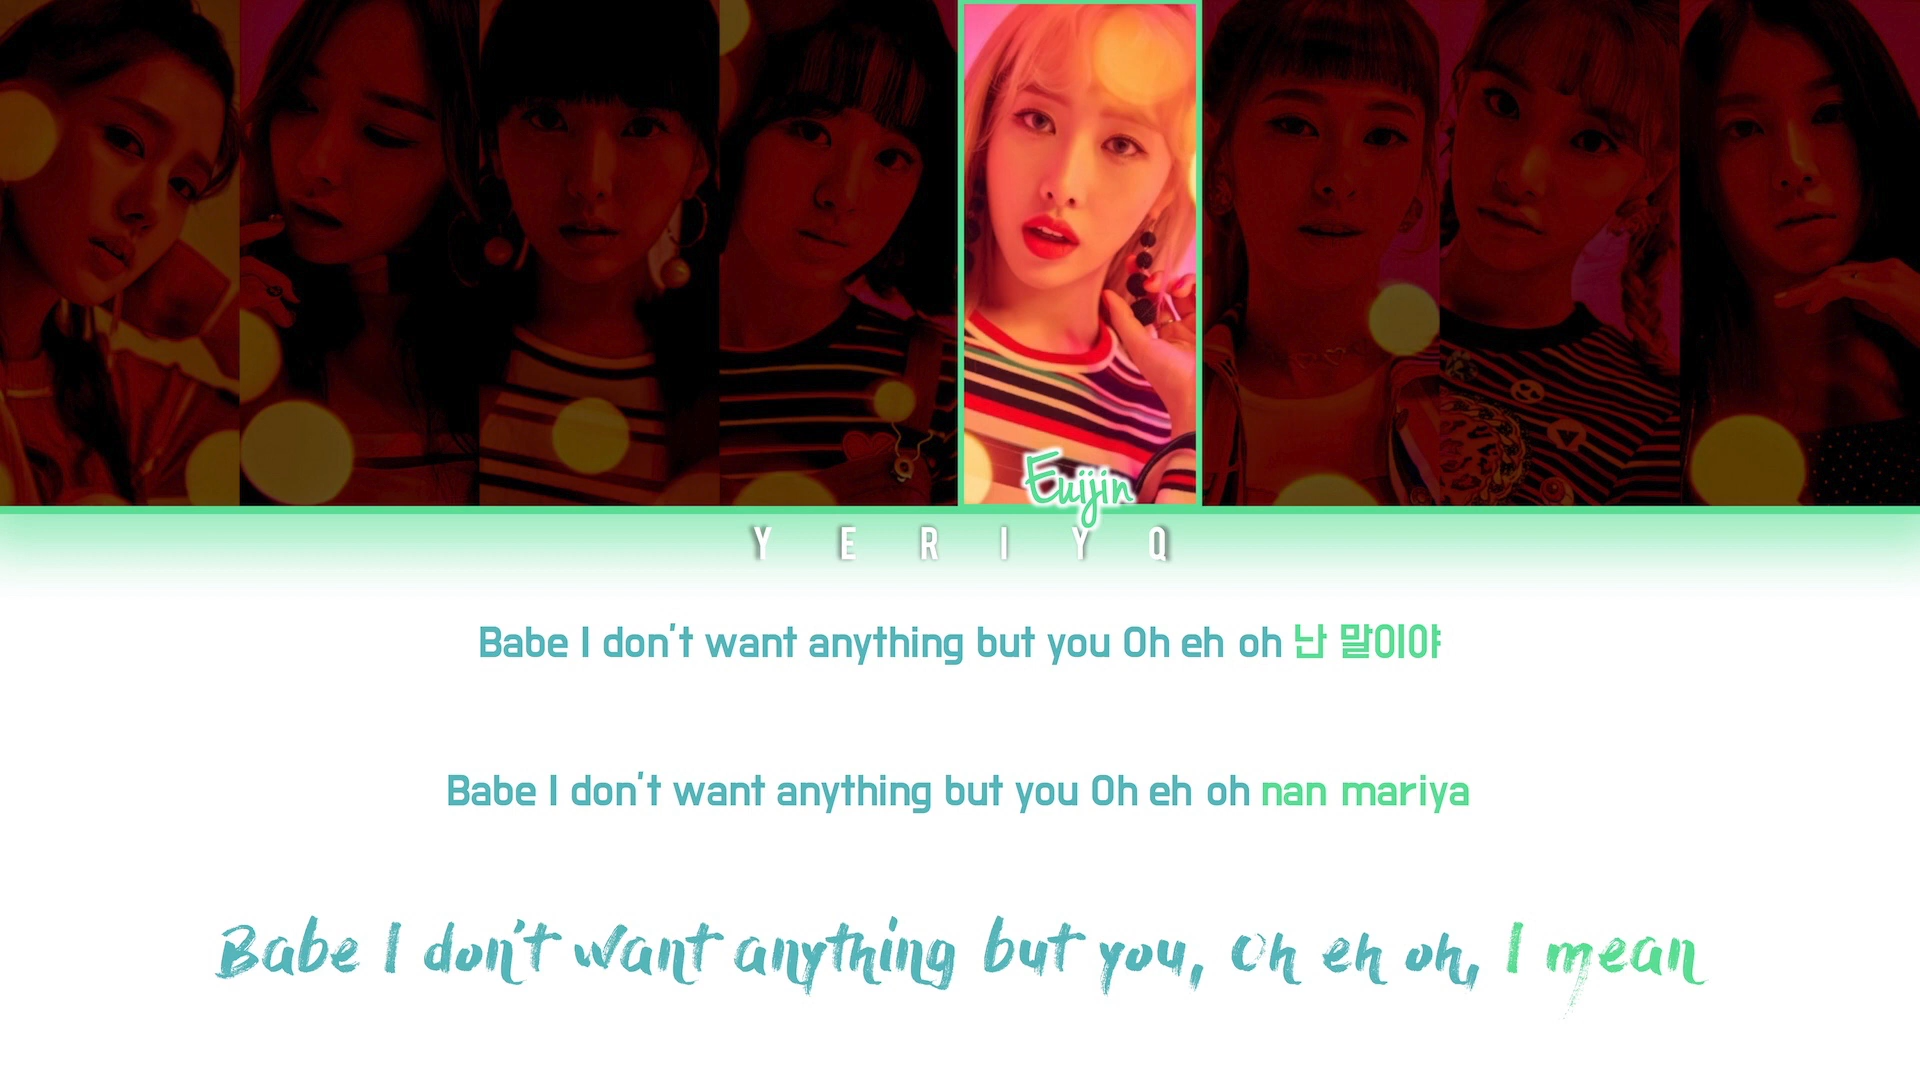 Euijin
YERIYQ
Babe I don't want anything but you Oh eh oh 난 말이야
Babe I don't want anything but you Oh eh oh nan mariya
Babe I don't want anything but you, Oh eh oh, I mean